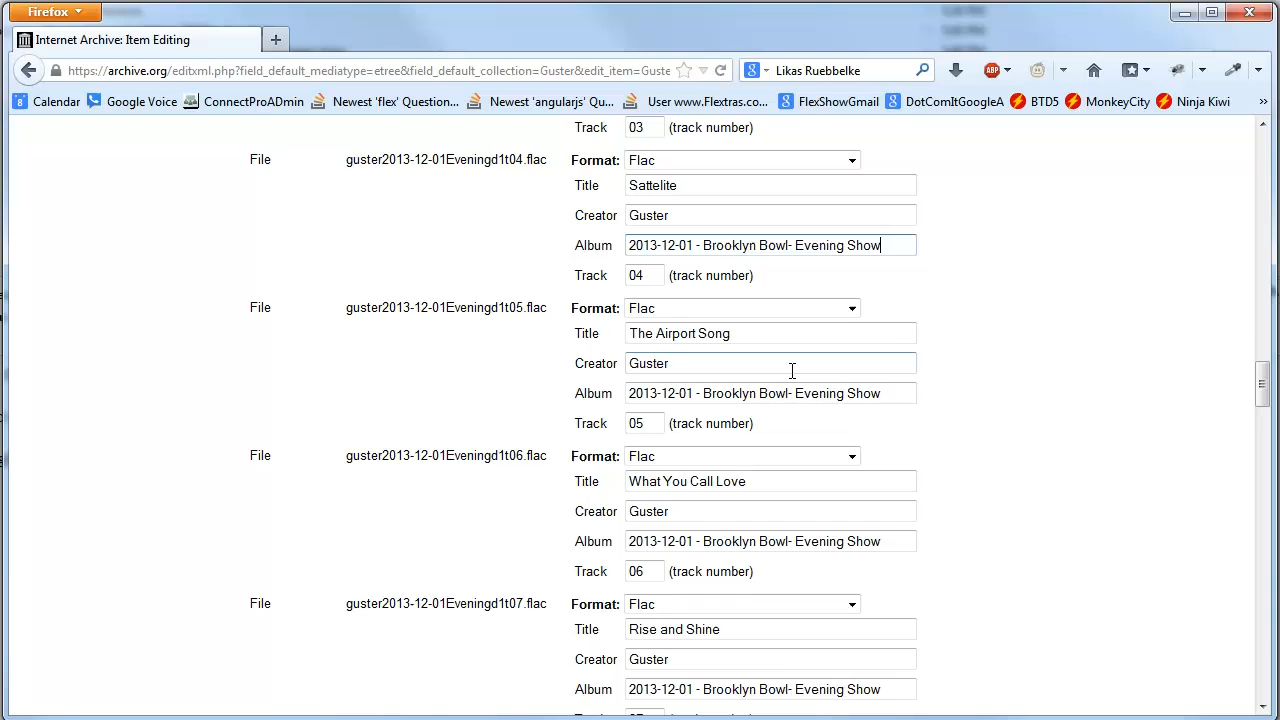 Firefox
Internet Archive: Item Editing
https://archive.org/editxml.php?field_default_mediatype=etree&field_default_collection=Guster&edit_item=Guste
Likas Ruebbelke
Calendar Google Voice ConnectProADmin Newest 'flex' Question... Newest 'angularjs' Qu... User www.Flextras.co... FlexShowGmail DotComItGoogleA BTD5 MonkeyCity Ninja Kiwi »
Track 03 (track number)
File guster2013-12-01Eveningd1t04.flac Format: Flac
Title Sattelite
Creator Guster
Album 2013-12-01 - Brooklyn Bowl- Evening Show
Track 04 (track number)
File guster2013-12-01Eveningd1t05.flac Format: Flac
Title The Airport Song
Creator Guster
Album 2013-12-01 - Brooklyn Bowl- Evening Show
Track 05 (track number)
File guster2013-12-01Eveningd1t06.flac Format: Flac
Title What You Call Love
Creator Guster
Album 2013-12-01 - Brooklyn Bowl- Evening Show
Track 06 (track number)
File guster2013-12-01Eveningd1t07.flac Format: Flac
Title Rise and Shine
Creator Guster
Album 2013-12-01 - Brooklyn Bowl- Evening Show